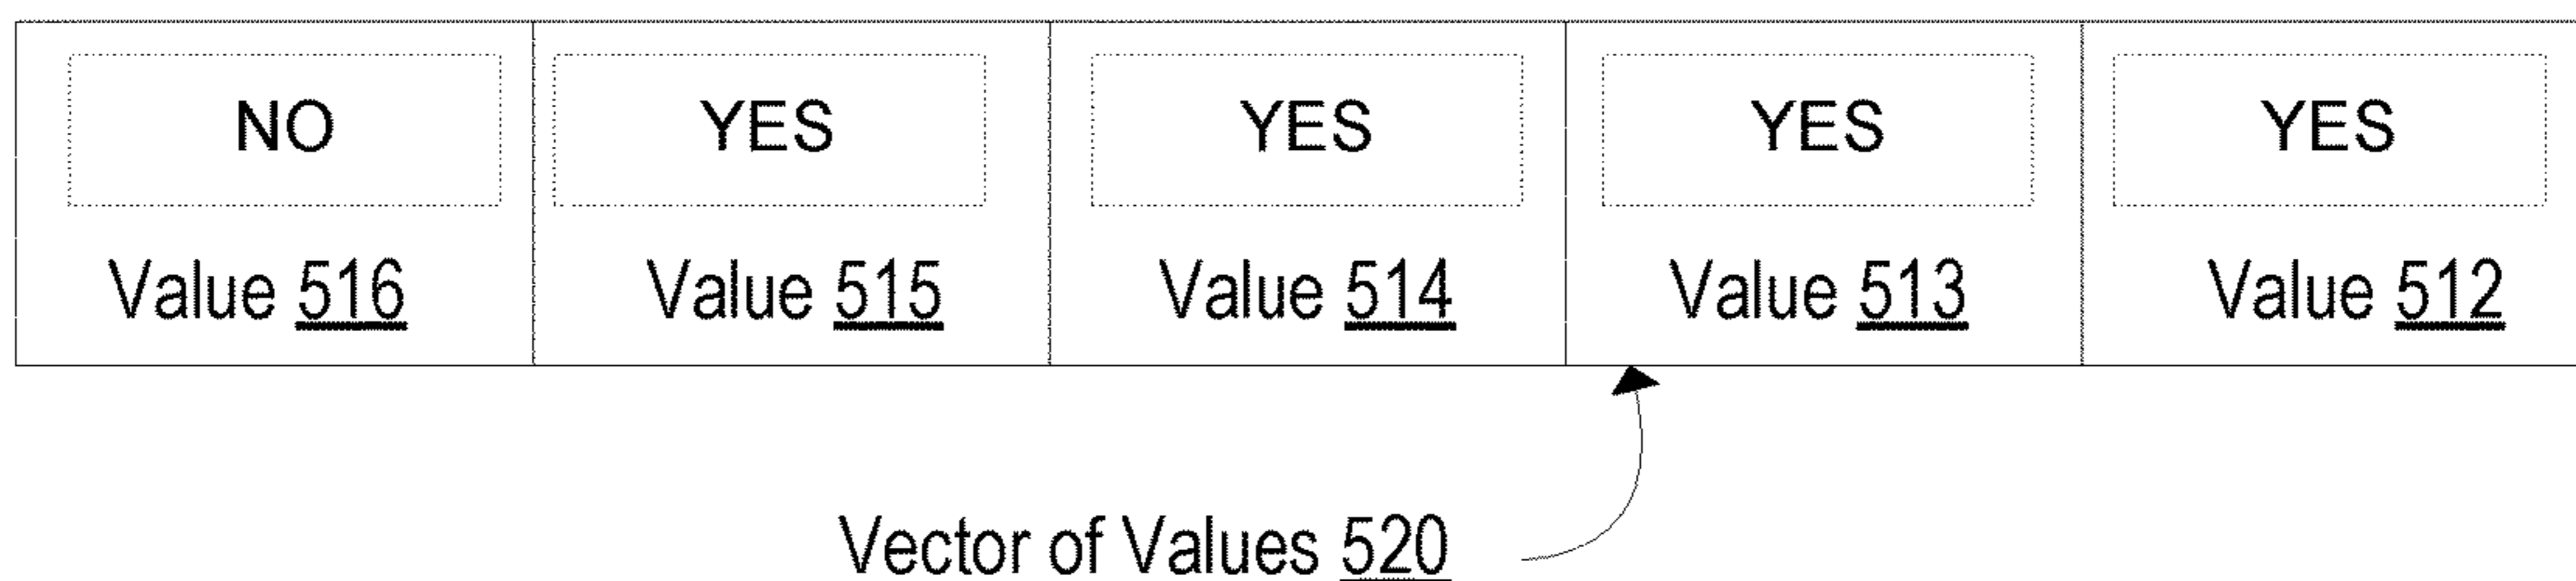 NO YES YES YES YES
Value 516 Value 515 Value 514 Value 513 Value 512
Vector of Values 520